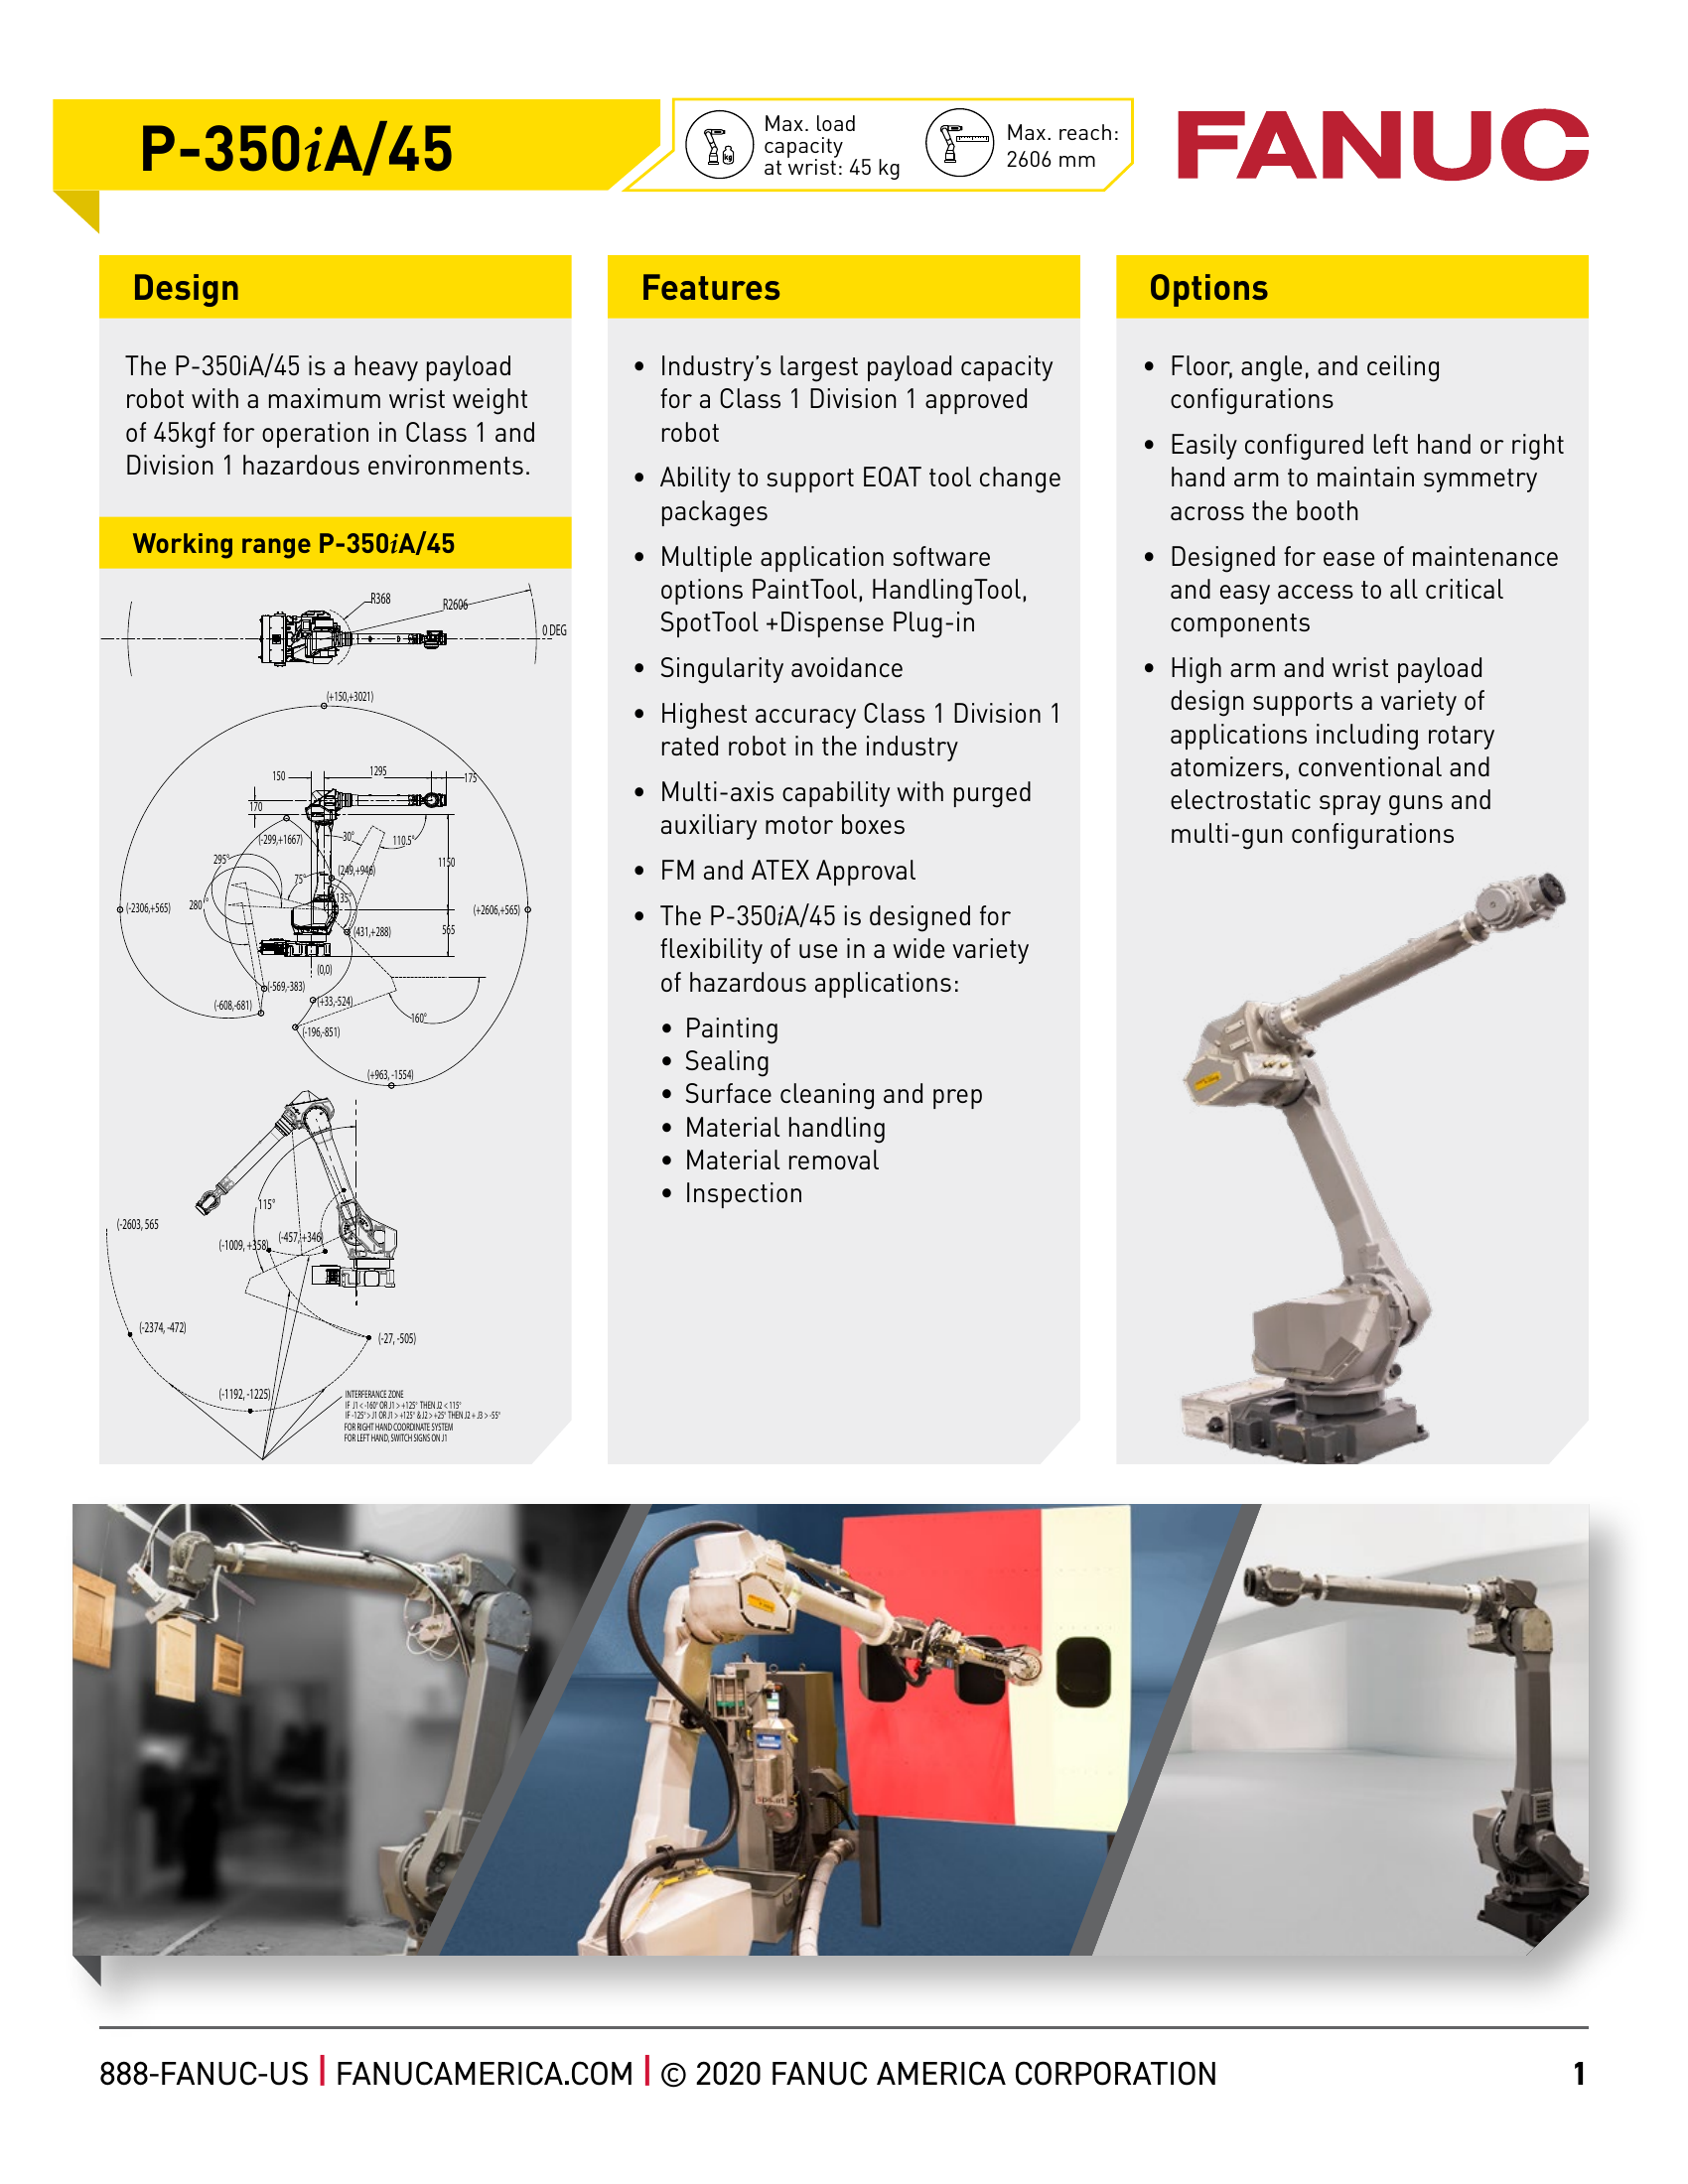 P-350iA/45
Max. load
capacity
at wrist: 45 kg
kg
Max. reach:
2606 mm
FANUC
Design
The P-350iA/45 is a heavy payload
robot with a maximum wrist weight
of 45kgf for operation in Class 1 and
Division 1 hazardous environments.
Working range P-350iA/45
R368
R2606
0 DEG
(+150,+3021)
150
1295
175
170
(-299,+1667)
30°
110.5°
295°
1150
75°
(249,+946)
135°
280°
(-2306,+565)
(+2606,+565)
(431,+288)
565
(0,0)
(-569,-383)
(-608,-681)
(+33,-524)
160°
(-196,-851)
(+963, -1554)
115°
(-2603, 565
(-457, +346)
(-1009, +358)
(-2374, -472)
(-27, -505)
(-1192, -1225)
INTERFERANCE ZONE
IF J1 < -160° OR J1 > +125° THEN J2 < 115°
IF -125° > J1 OR J1 > +125° & J2 > +25° THEN J2 + J3 > -55°
FOR RIGHT HAND COORDINATE SYSTEM
FOR LEFT HAND, SWITCH SIGNS ON J1
Features
• Industry’s largest payload capacity
for a Class 1 Division 1 approved
robot
• Ability to support EOAT tool change
packages
• Multiple application software
options PaintTool, HandlingTool,
SpotTool +Dispense Plug-in
• Singularity avoidance
• Highest accuracy Class 1 Division 1
rated robot in the industry
• Multi-axis capability with purged
auxiliary motor boxes
• FM and ATEX Approval
• The P-350iA/45 is designed for
flexibility of use in a wide variety
of hazardous applications:
• Painting
• Sealing
• Surface cleaning and prep
• Material handling
• Material removal
• Inspection
Options
• Floor, angle, and ceiling
configurations
• Easily configured left hand or right
hand arm to maintain symmetry
across the booth
• Designed for ease of maintenance
and easy access to all critical
components
• High arm and wrist payload
design supports a variety of
applications including rotary
atomizers, conventional and
electrostatic spray guns and
multi-gun configurations
888-FANUC-US | FANUCAMERICA.COM | © 2020 FANUC AMERICA CORPORATION
1